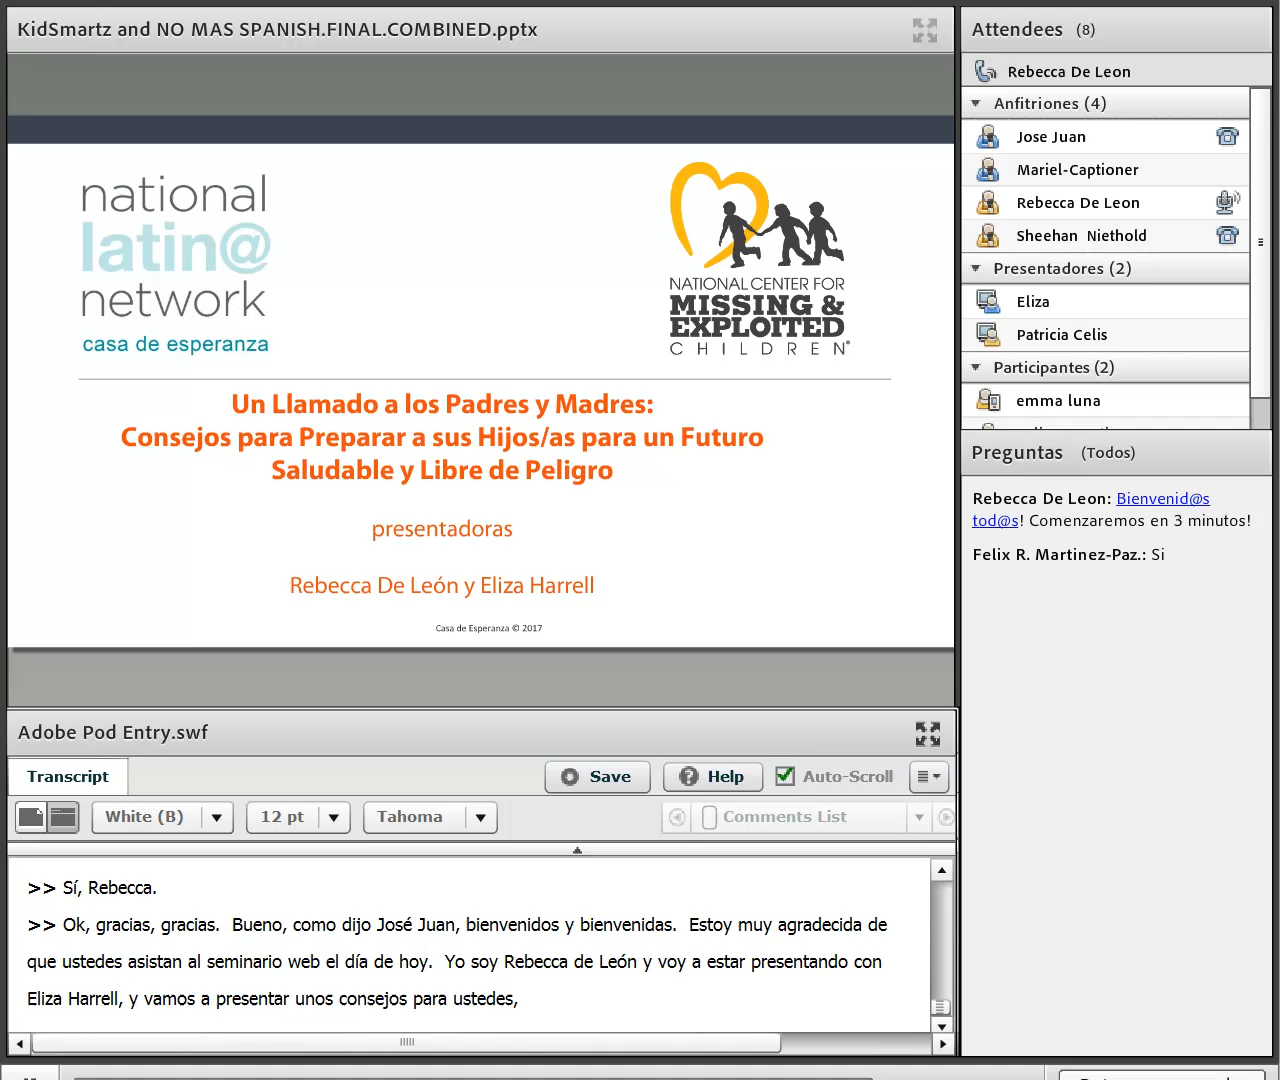 KidSmartz and NO MAS SPANISH.FINAL.COMBINED.pptx
national
latin@
network
casa de esperanza
NATIONAL CENTER FOR
MISSING &
EXPLOITED
CHILDREN®
Un Llamado a los Padres y Madres:
Consejos para Preparar a sus Hijos/as para un Futuro
Saludable y Libre de Peligro
presentadoras
Rebecca De León y Eliza Harrell
Casa de Esperanza © 2017
Attendees (8)
Rebecca De Leon
Anfitriones (4)
Jose Juan
Mariel-Captioner
Rebecca De Leon
Sheehan Niethold
Presentadores (2)
Eliza
Patricia Celis
Participantes (2)
emma luna
Preguntas (Todos)
Rebecca De Leon: Bienvenid@s
tod@s! Comenzaremos en 3 minutos!
Felix R. Martinez-Paz.: Si
Adobe Pod Entry.swf
Transcript
Save
Help
Auto-Scroll
White (B)
12 pt
Tahoma
Comments List
>> Sí, Rebecca.
>> Ok, gracias, gracias. Bueno, como dijo José Juan, bienvenidos y bienvenidas. Estoy muy agradecida de
que ustedes asistan al seminario web el día de hoy. Yo soy Rebecca de León y voy a estar presentando con
Eliza Harrell, y vamos a presentar unos consejos para ustedes,